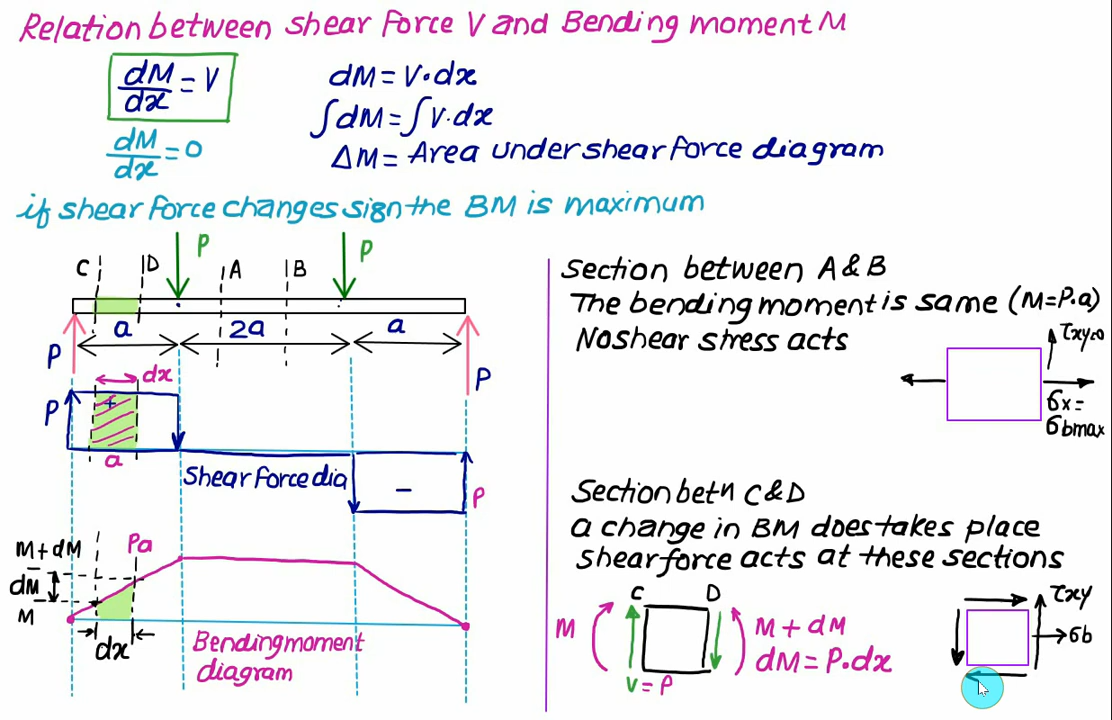 Relation between shear force V and Bending moment M
dM/dx = V
dM = V·dx
∫dM = ∫V·dx
dM/dx = 0
ΔM = Area under shear force diagram
if shear force changes sign the BM is maximum
P P
C D A B
a 2a a
P P
dx
P +
a
Shear force dia
− P
M + dM
Pa
dM
M
dx
Bending moment
diagram
Section between A & B
The bending moment is same (M=P.a)
No shear stress acts
τxy=0
σx =
σbmax
Section betn C & D
a change in BM does takes place
shear force acts at these sections
C D
M
M + dM
dM = P.dx
V = P
τxy
σb